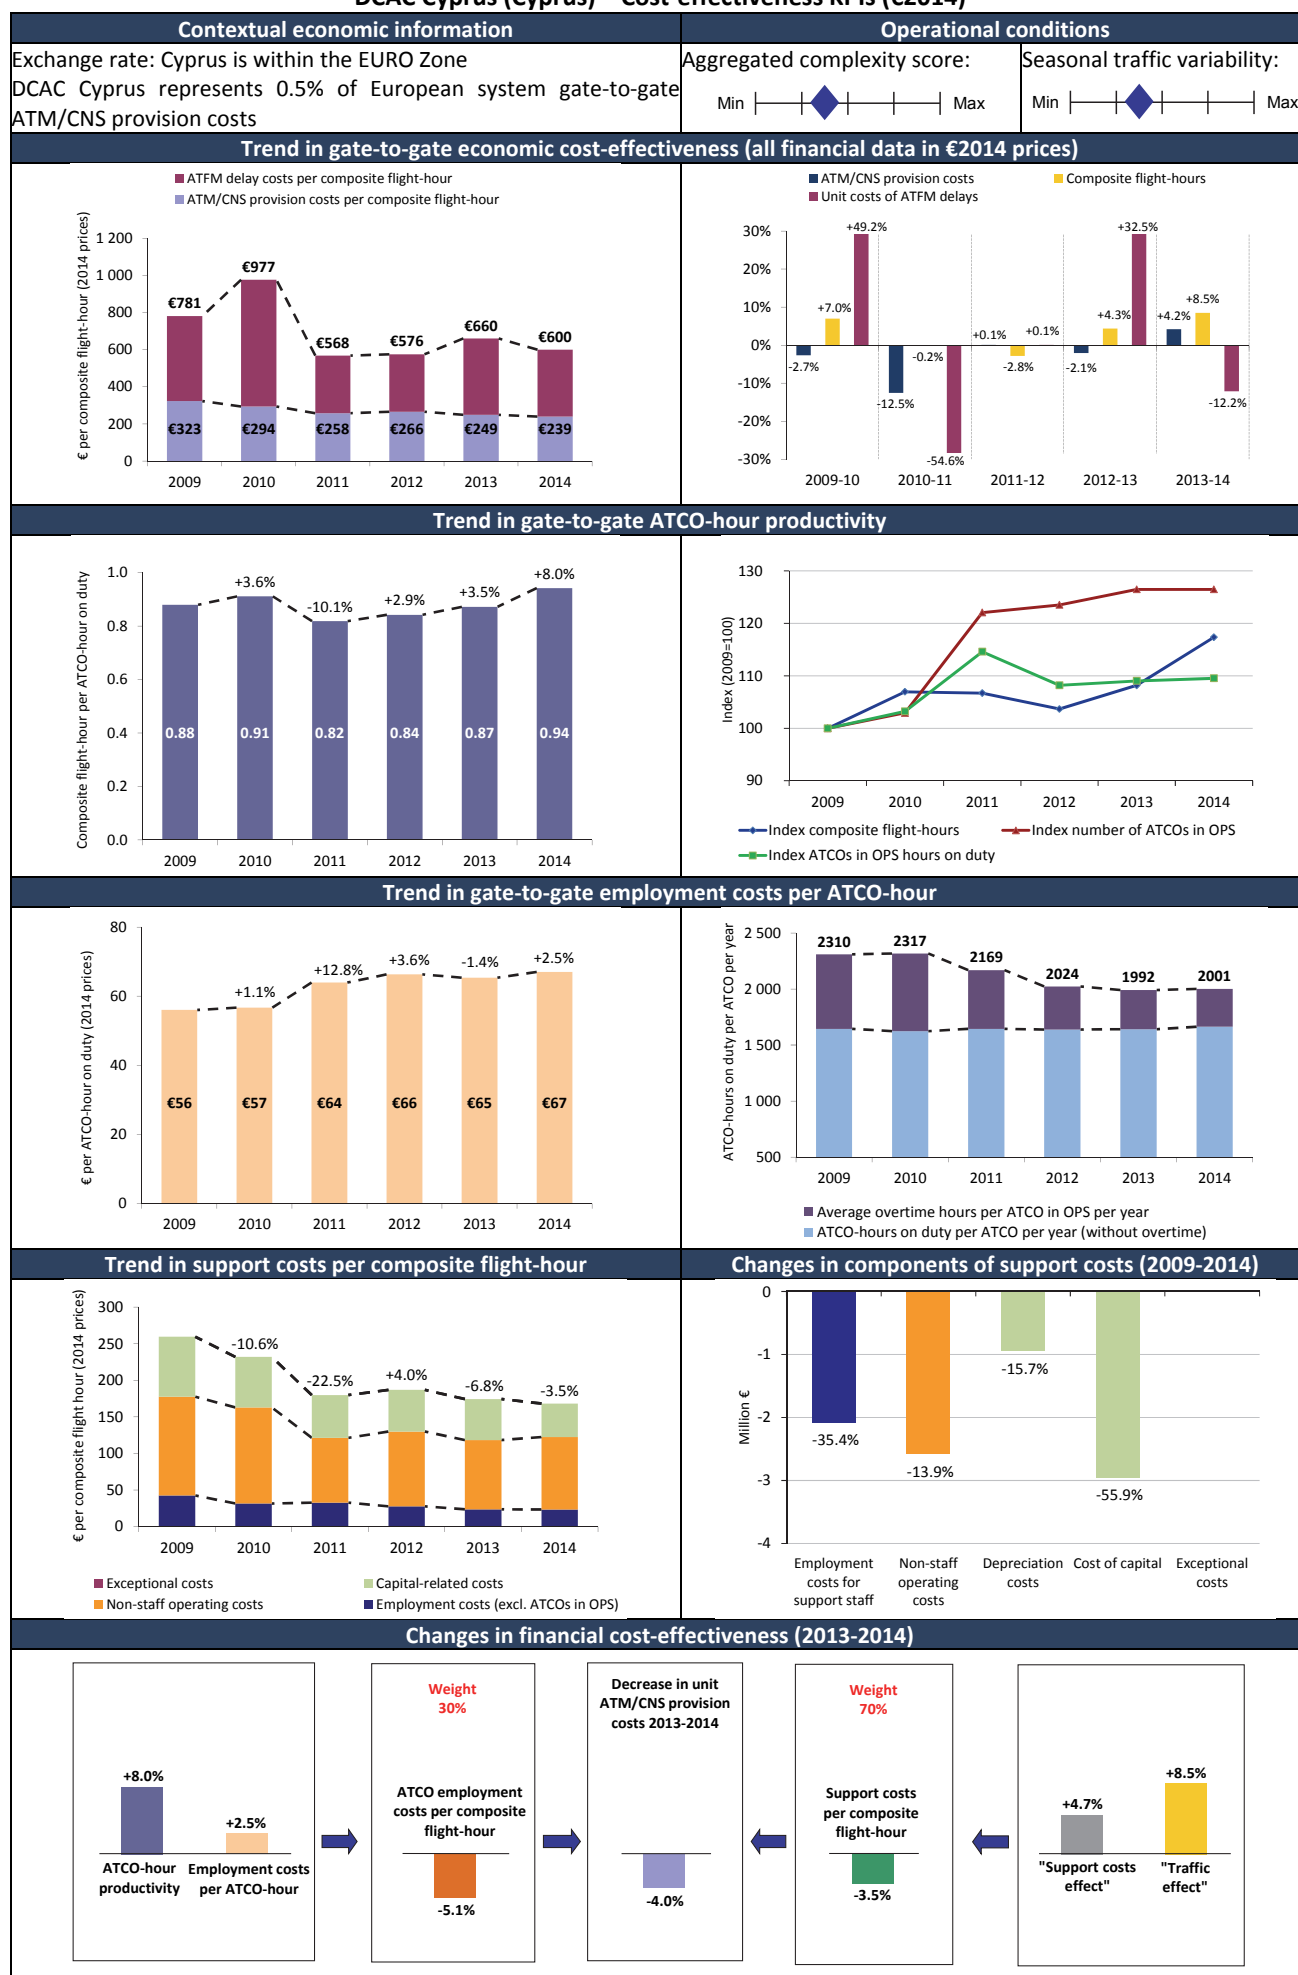 DCAC Cyprus (Cyprus) – Cost-effectiveness KPIs (€2014)
Contextual economic information
Operational conditions
Exchange rate: Cyprus is within the EURO Zone
DCAC Cyprus represents 0.5% of European system gate-to-gate
ATM/CNS provision costs
Aggregated complexity score:
Min Max
Seasonal traffic variability:
Min Max
Trend in gate-to-gate economic cost-effectiveness (all financial data in €2014 prices)
ATFM delay costs per composite flight-hour
ATM/CNS provision costs per composite flight-hour
€ per composite flight-hour (2014 prices)
1 200
1 000
800
600
400
200
0
€781 €977 €568 €576 €660 €600
€323 €294 €258 €266 €249 €239
2009 2010 2011 2012 2013 2014
ATM/CNS provision costs Composite flight-hours
Unit costs of ATFM delays
30%
20%
10%
0%
-10%
-20%
-30%
-2.7% +7.0% +49.2%
-12.5% -0.2% -54.6%
+0.1% -2.8% +0.1%
-2.1% +4.3% +32.5%
+4.2% +8.5% -12.2%
2009-10 2010-11 2011-12 2012-13 2013-14
Trend in gate-to-gate ATCO-hour productivity
Composite flight-hour per ATCO-hour on duty
1.0
0.8
0.6
0.4
0.2
0.0
+3.6% -10.1% +2.9% +3.5% +8.0%
0.88 0.91 0.82 0.84 0.87 0.94
2009 2010 2011 2012 2013 2014
Index (2009=100)
130
120
110
100
90
2009 2010 2011 2012 2013 2014
Index composite flight-hours Index number of ATCOs in OPS
Index ATCOs in OPS hours on duty
Trend in gate-to-gate employment costs per ATCO-hour
€ per ATCO-hour on duty (2014 prices)
80
60
40
20
0
+1.1% +12.8% +3.6% -1.4% +2.5%
€56 €57 €64 €66 €65 €67
2009 2010 2011 2012 2013 2014
ATCO-hours on duty per ATCO per year
2 500
2 000
1 500
1 000
500
2310 2317 2169 2024 1992 2001
2009 2010 2011 2012 2013 2014
Average overtime hours per ATCO in OPS per year
ATCO-hours on duty per ATCO per year (without overtime)
Trend in support costs per composite flight-hour
Changes in components of support costs (2009-2014)
€ per composite flight hour (2014 prices)
300
250
200
150
100
50
0
-10.6% -22.5% +4.0% -6.8% -3.5%
2009 2010 2011 2012 2013 2014
Exceptional costs Capital-related costs
Non-staff operating costs Employment costs (excl. ATCOs in OPS)
Million €
0
-1
-2
-3
-4
-35.4% -13.9% -15.7% -55.9%
Employment costs for support staff
Non-staff operating costs
Depreciation costs
Cost of capital
Exceptional costs
Changes in financial cost-effectiveness (2013-2014)
+8.0%
+2.5%
ATCO-hour productivity
Employment costs per ATCO-hour
Weight
30%
ATCO employment
costs per composite
flight-hour
-5.1%
Decrease in unit
ATM/CNS provision
costs 2013-2014
-4.0%
Weight
70%
Support costs
per composite
flight-hour
-3.5%
+4.7%
+8.5%
"Support costs effect"
"Traffic effect"